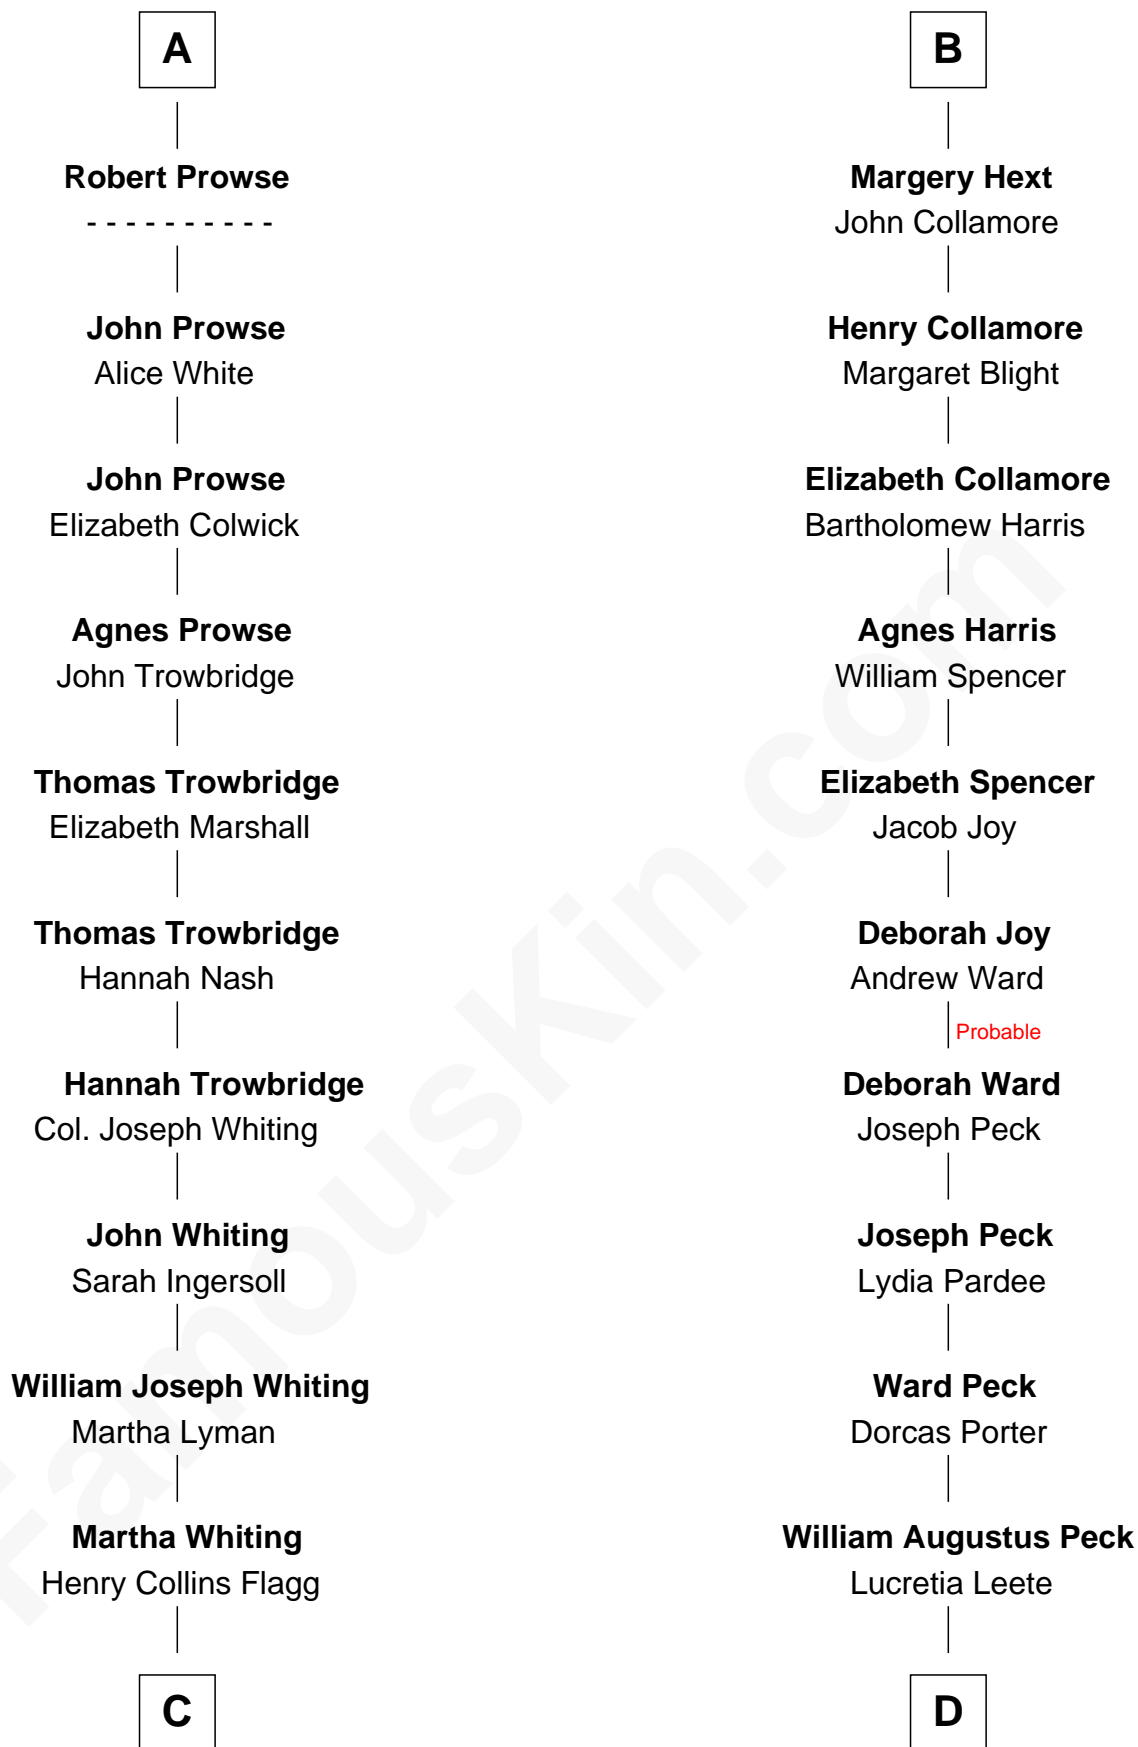 A
Robert Prowse
- - - - - - - - - -
John Prowse
Alice White
John Prowse
Elizabeth Colwick
Agnes Prowse
John Trowbridge
Thomas Trowbridge
Elizabeth Marshall
Thomas Trowbridge
Hannah Nash
Hannah Trowbridge
Col. Joseph Whiting
John Whiting
Sarah Ingersoll
William Joseph Whiting
Martha Lyman
Martha Whiting
Henry Collins Flagg
C
B
Margery Hext
John Collamore
Henry Collamore
Margaret Blight
Elizabeth Collamore
Bartholomew Harris
Agnes Harris
William Spencer
Elizabeth Spencer
Jacob Joy
Deborah Joy
Andrew Ward
Probable
Deborah Ward
Joseph Peck
Joseph Peck
Lydia Pardee
Ward Peck
Dorcas Porter
William Augustus Peck
Lucretia Leete
D
FamousKin.com